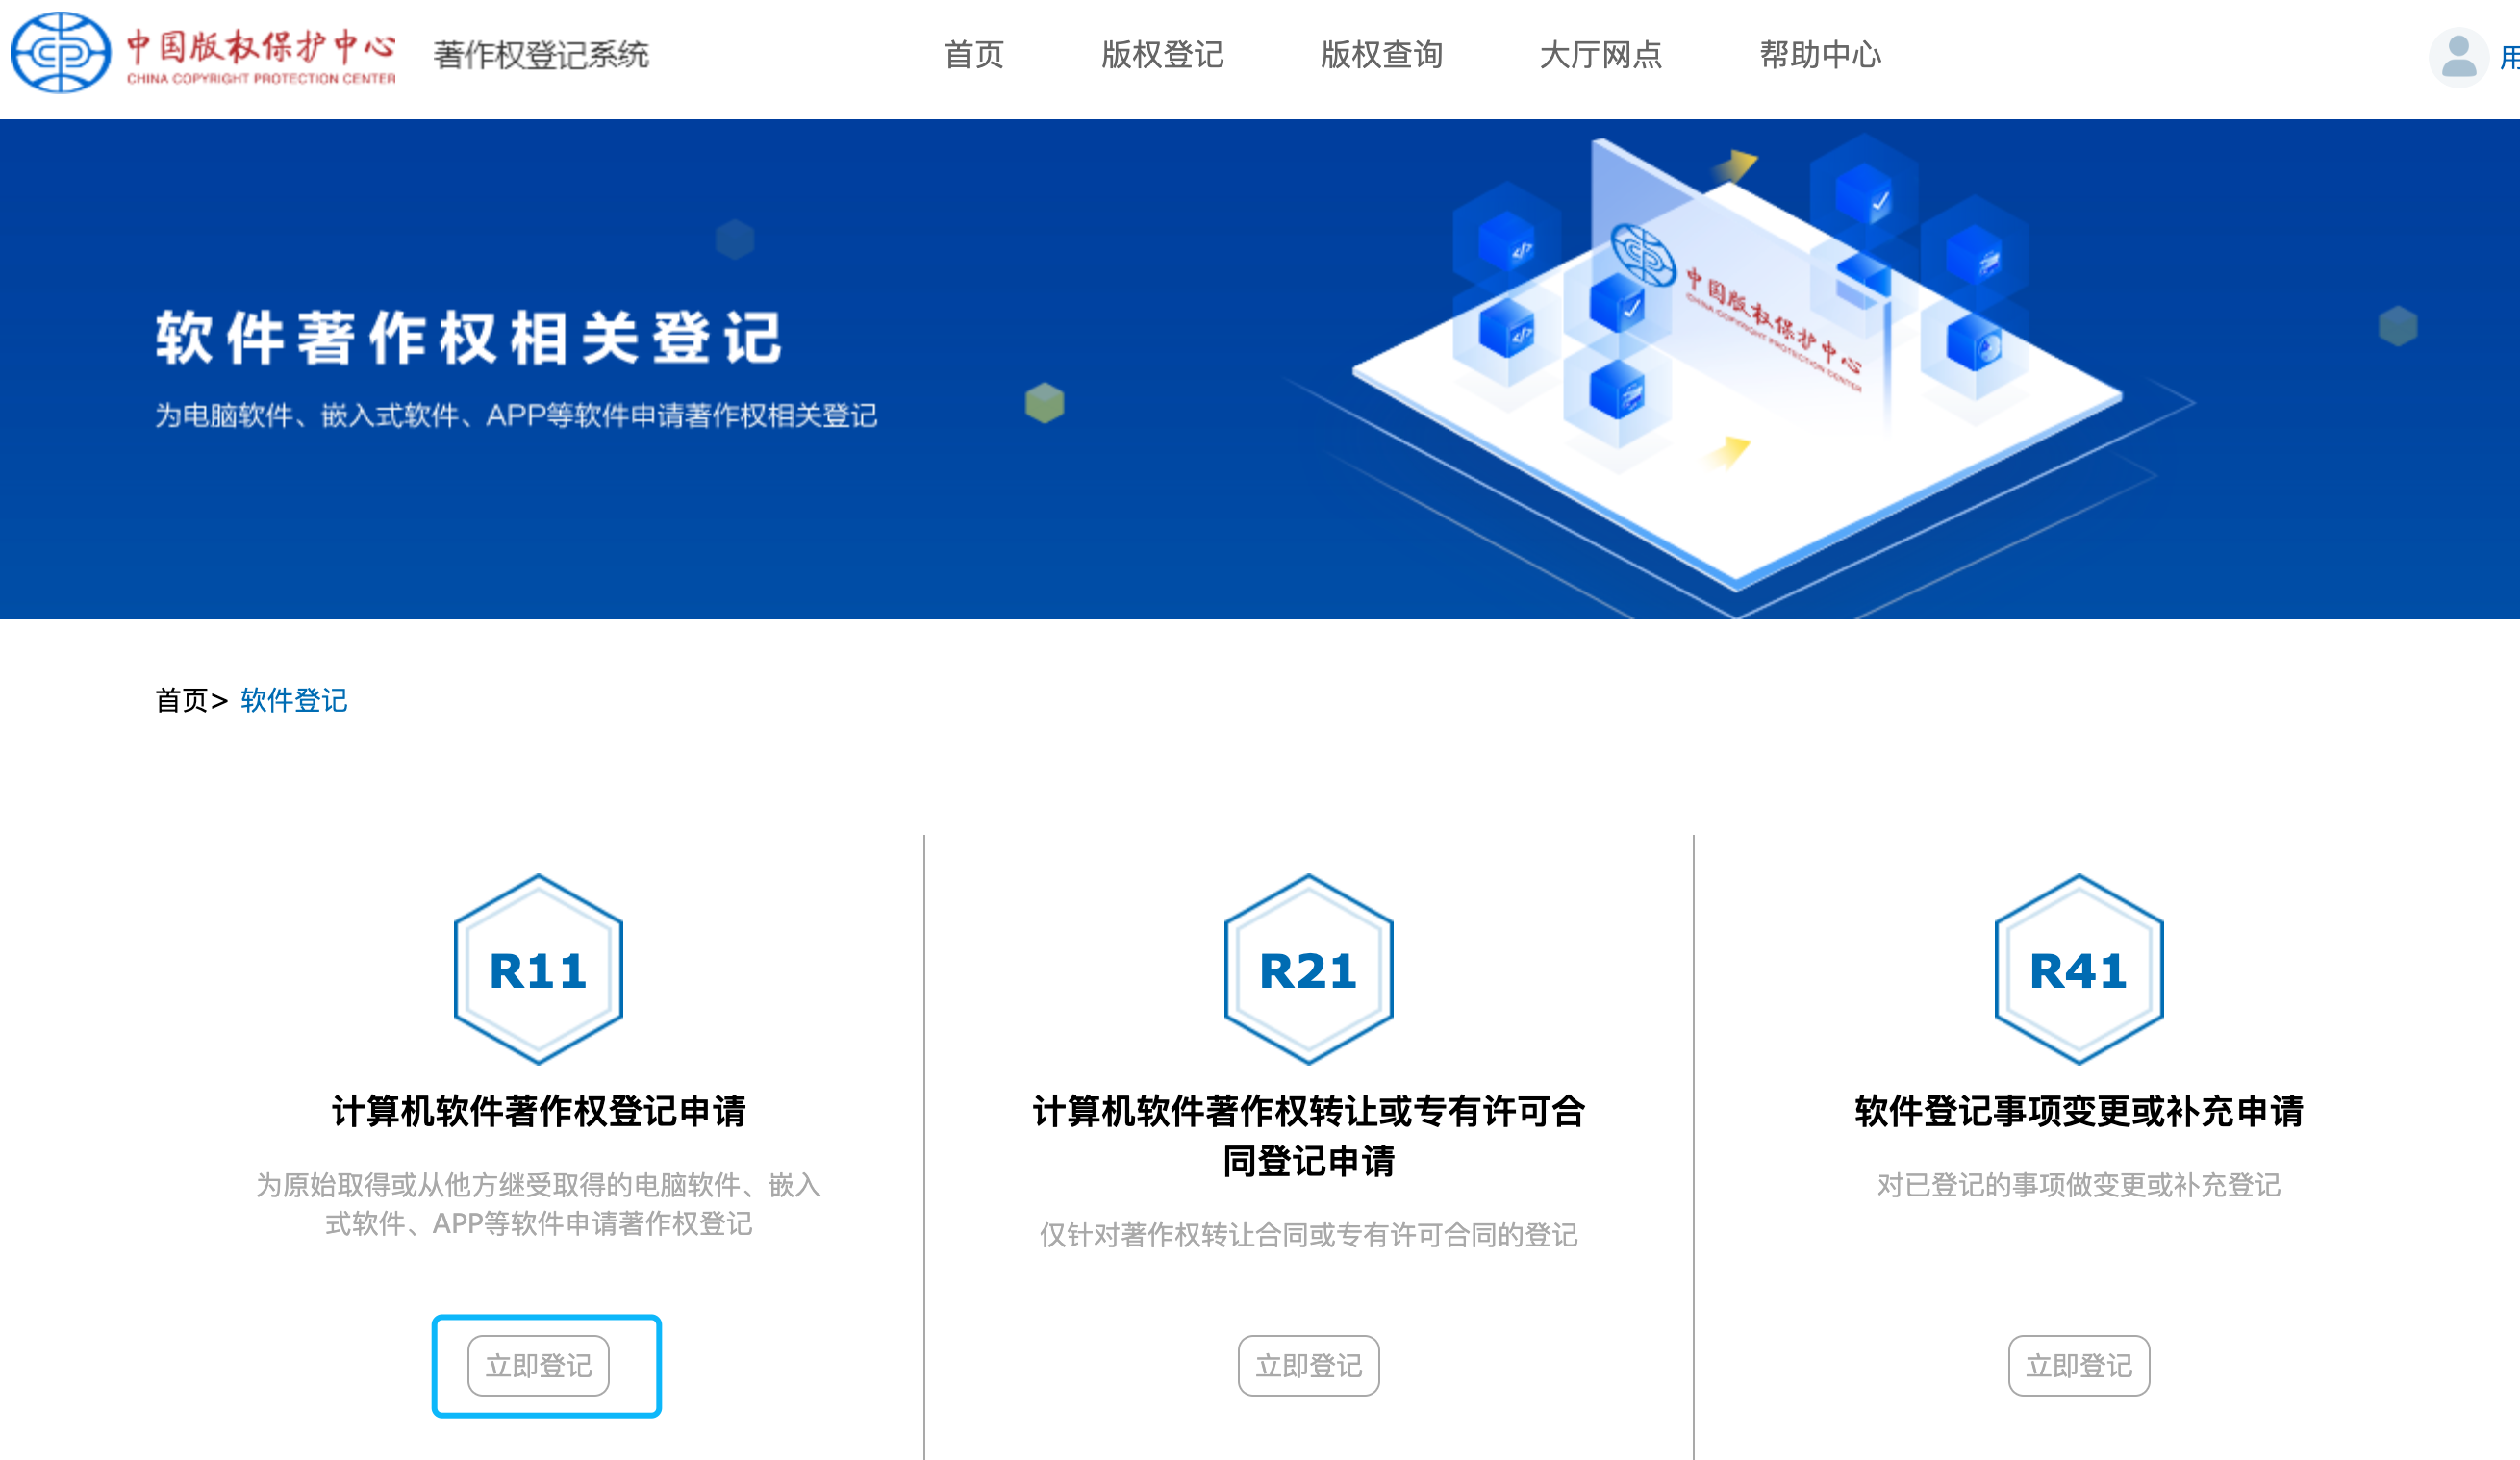 中国版权保护中心
CHINA COPYRIGHT PROTECTION CENTER
著作权登记系统
首页 版权登记 版权查询 大厅网点 帮助中心
用
中国版权保护中心
CHINA COPYRIGHT PROTECTION CENTER
软件著作权相关登记
为电脑软件、嵌入式软件、APP等软件申请著作权相关登记
首页> 软件登记
R11
计算机软件著作权登记申请
为原始取得或从他方继受取得的电脑软件、嵌入
式软件、APP等软件申请著作权登记
立即登记
R21
计算机软件著作权转让或专有许可合
同登记申请
仅针对著作权转让合同或专有许可合同的登记
立即登记
R41
软件登记事项变更或补充申请
对已登记的事项做变更或补充登记
立即登记